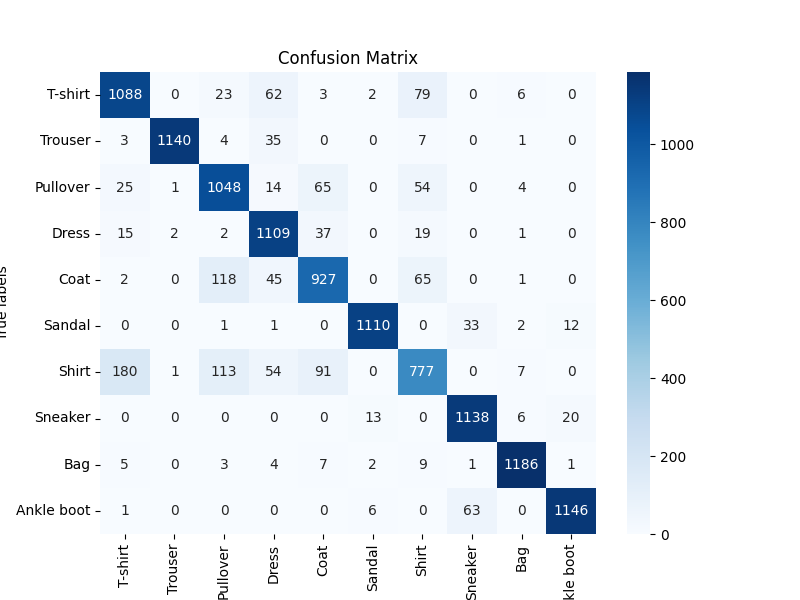 Confusion Matrix
T-shirt 1088 0 23 62 3 2 79 0 6 0
Trouser 3 1140 4 35 0 0 7 0 1 0
Pullover 25 1 1048 14 65 0 54 0 4 0
Dress 15 2 2 1109 37 0 19 0 1 0
Coat 2 0 118 45 927 0 65 0 1 0
Sandal 0 0 1 1 0 1110 0 33 2 12
Shirt 180 1 113 54 91 0 777 0 7 0
Sneaker 0 0 0 0 0 13 0 1138 6 20
Bag 5 0 3 4 7 2 9 1 1186 1
Ankle boot 1 0 0 0 0 6 0 63 0 1146
T-shirt Trouser Pullover Dress Coat Sandal Shirt Sneaker Bag kle boot
True labels
1000
800
600
400
200
0